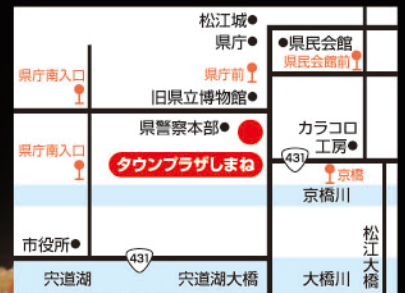 松江城●
県庁●
●県民会館
県民会館前
県庁南入口
県庁前
旧県立博物館●
県警察本部●
カラコロ
工房●
県庁南入口
タウンプラザしまね
431
京橋
京橋川
市役所●
431
松江大橋
宍道湖
宍道湖大橋
大橋川